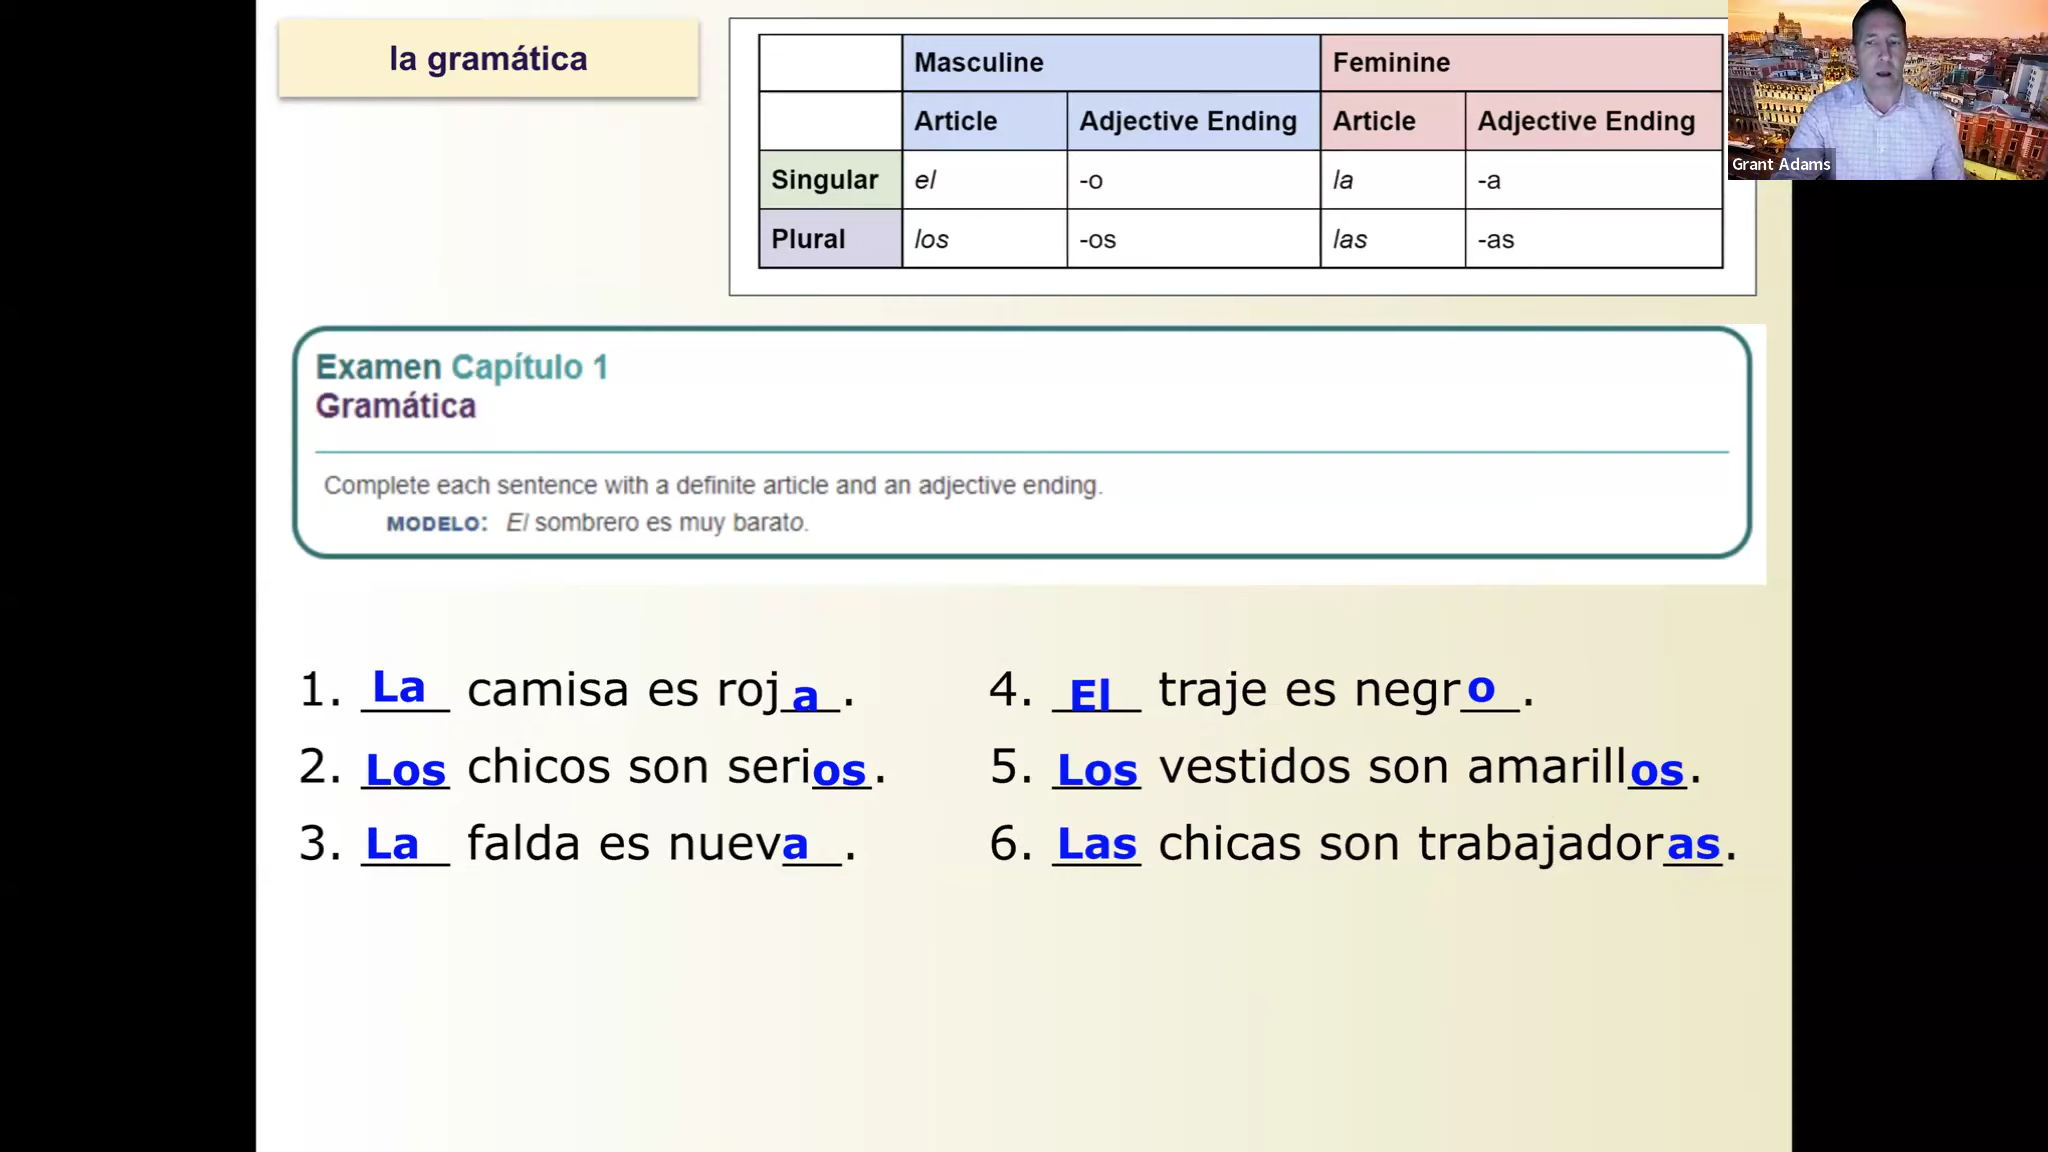 la gramática
Masculine Feminine
Article Adjective Ending Article Adjective Ending
Singular el -o la -a
Plural los -os las -as
Grant Adams
Examen Capítulo 1
Gramática
Complete each sentence with a definite article and an adjective ending.
MODELO: El sombrero es muy barato.
1. La camisa es roja.
2. Los chicos son serios.
3. La falda es nueva.
4. El traje es negro.
5. Los vestidos son amarillos.
6. Las chicas son trabajadoras.